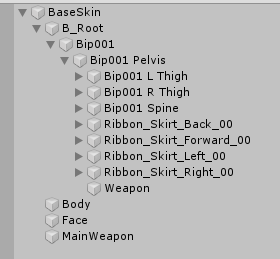 BaseSkin
B_Root
Bip001
Bip001 Pelvis
Bip001 L Thigh
Bip001 R Thigh
Bip001 Spine
Ribbon_Skirt_Back_00
Ribbon_Skirt_Forward_00
Ribbon_Skirt_Left_00
Ribbon_Skirt_Right_00
Weapon
Body
Face
MainWeapon